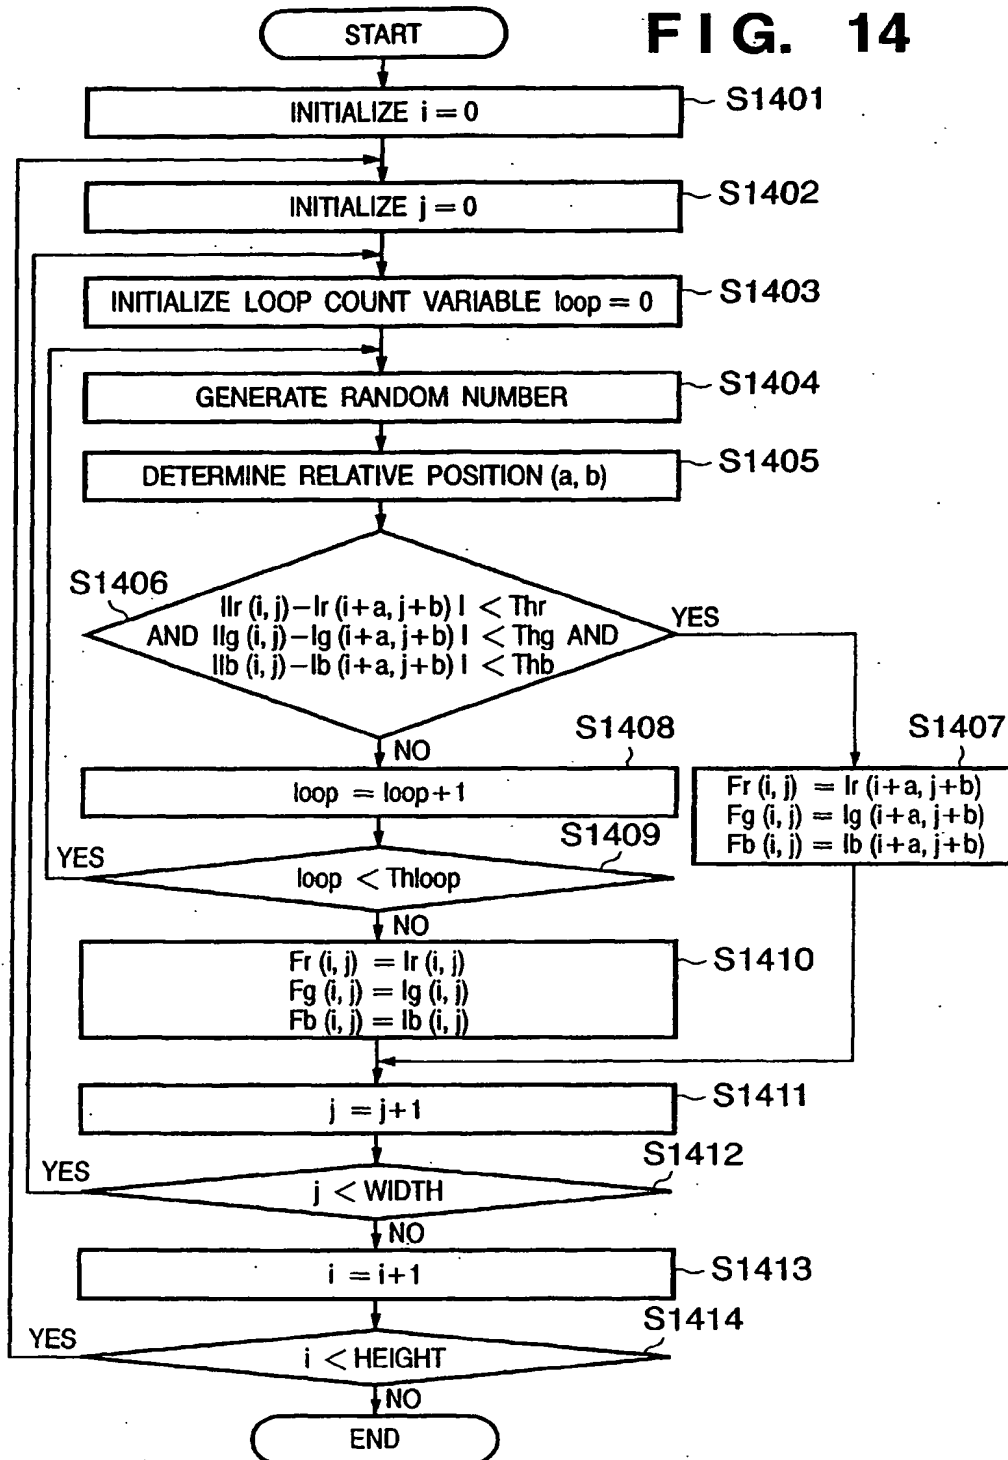 FIG. 14
START
INITIALIZE i = 0
S1401
INITIALIZE j = 0
S1402
INITIALIZE LOOP COUNT VARIABLE loop = 0
S1403
GENERATE RANDOM NUMBER
S1404
DETERMINE RELATIVE POSITION (a, b)
S1405
S1406
|Ir (i, j) – Ir (i+a, j+b) | < Thr
AND |Ig (i, j) – Ig (i+a, j+b) | < Thg AND
|Ib (i, j) – Ib (i+a, j+b) | < Thb
YES
NO
S1408
loop = loop+1
S1407
Fr (i, j) = Ir (i+a, j+b)
Fg (i, j) = Ig (i+a, j+b)
Fb (i, j) = Ib (i+a, j+b)
S1409
YES
loop < Thloop
NO
Fr (i, j) = Ir (i, j)
Fg (i, j) = Ig (i, j)
Fb (i, j) = Ib (i, j)
S1410
j = j+1
S1411
S1412
YES
j < WIDTH
NO
i = i+1
S1413
S1414
YES
i < HEIGHT
NO
END